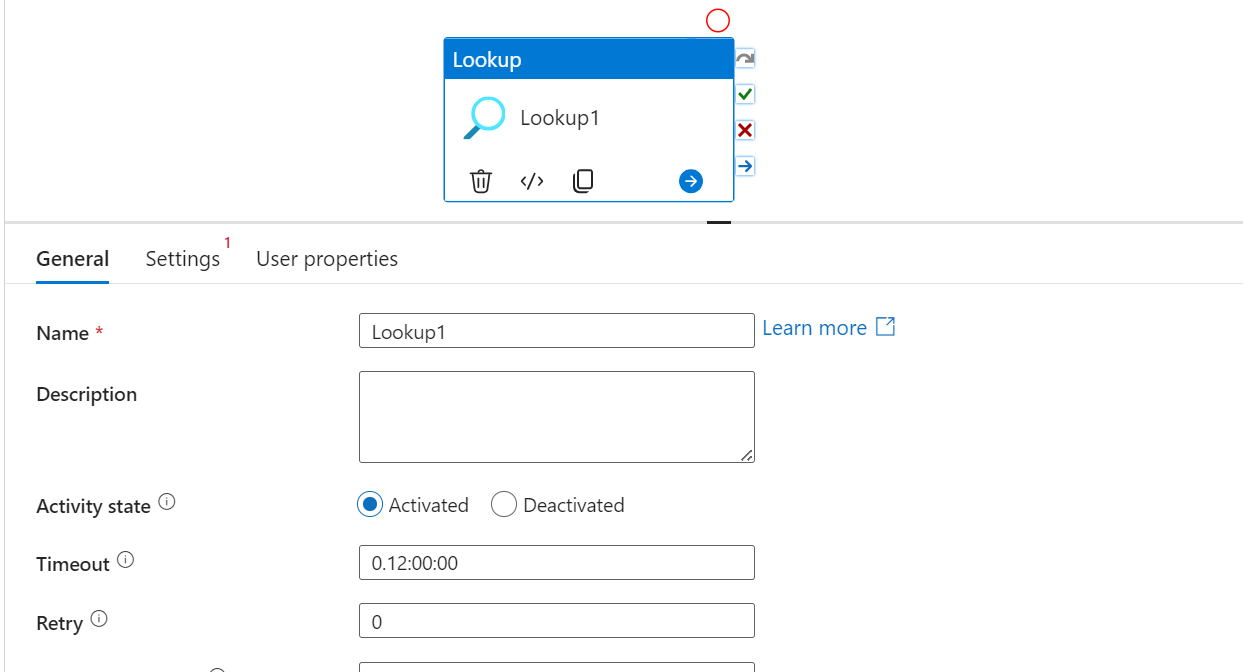 Lookup
Lookup1
General
Settings 1
User properties
Name * Lookup1 Learn more
Description
Activity state Activated Deactivated
Timeout 0.12:00:00
Retry 0